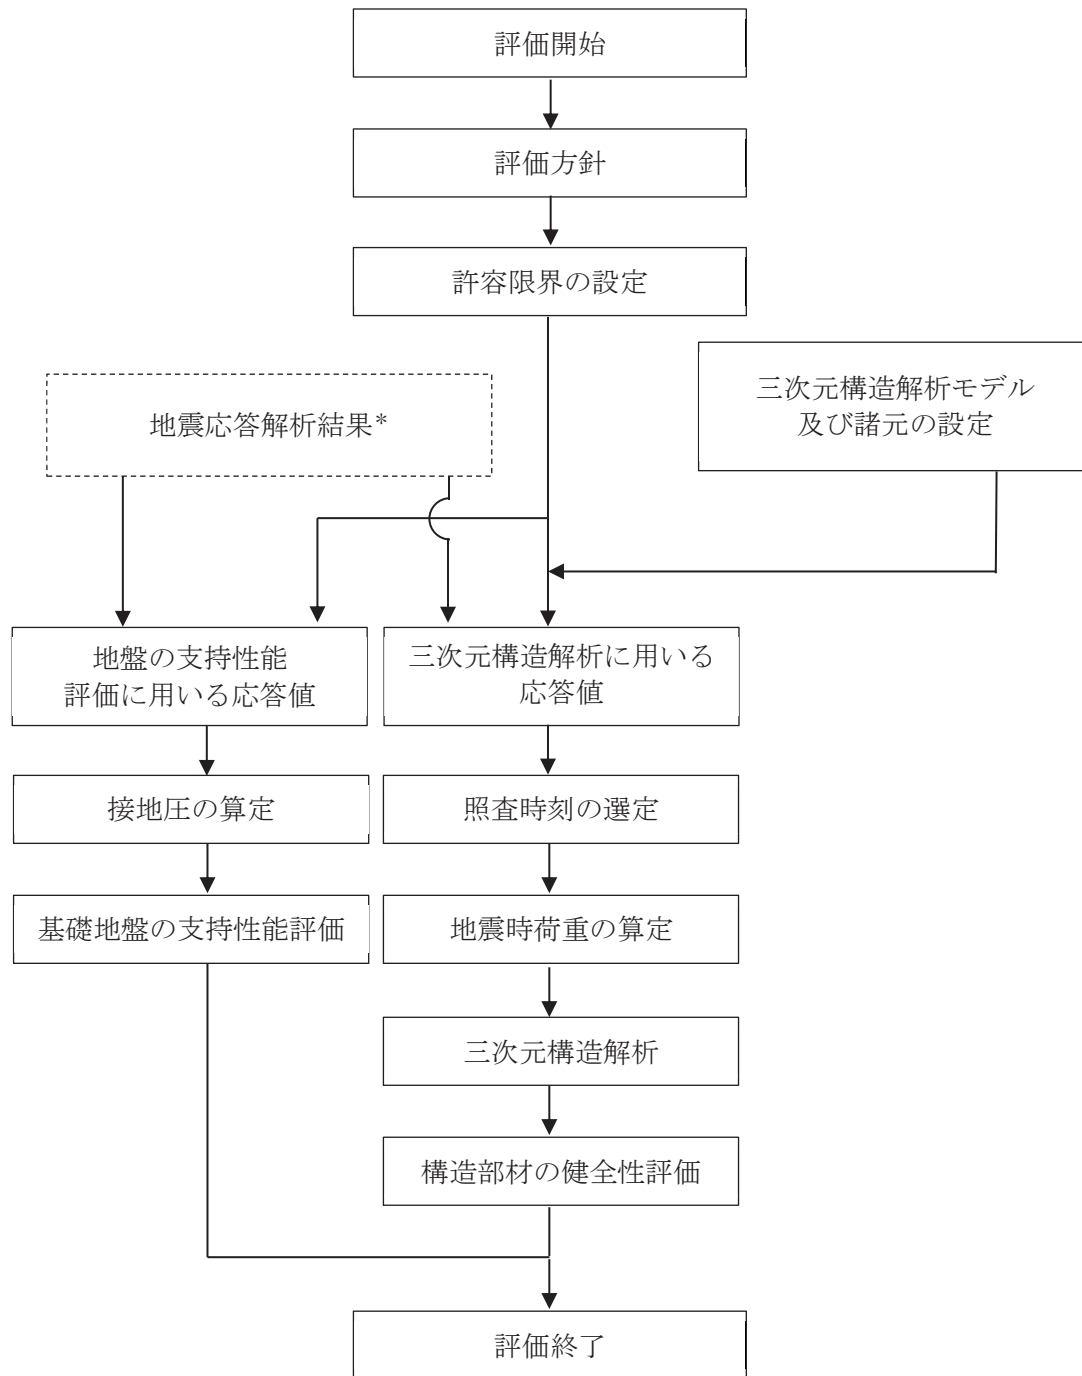 評価開始
評価方針
許容限界の設定
三次元構造解析モデル
及び諸元の設定
地震応答解析結果*
地盤の支持性能
評価に用いる応答値
三次元構造解析に用いる
応答値
接地圧の算定
照査時刻の選定
基礎地盤の支持性能評価
地震時荷重の算定
三次元構造解析
構造部材の健全性評価
評価終了